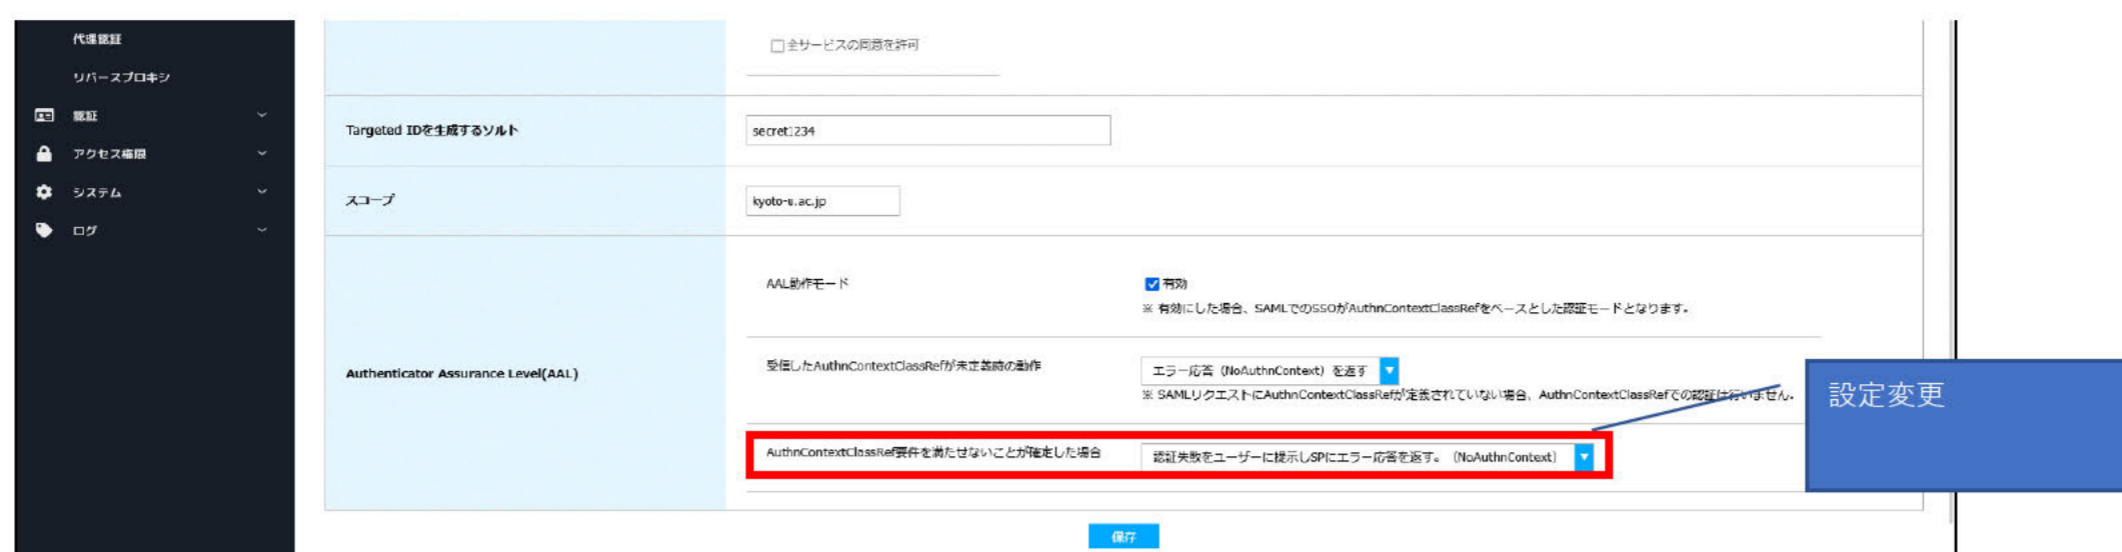 代理認証
リバースプロキシ
認証
アクセス権限
システム
ログ
全サービスの同意を許可
Targeted IDを生成するソルト
secret1234
スコープ
kyoto-u.ac.jp
Authenticator Assurance Level(AAL)
AAL動作モード
有効
※ 有効にした場合、SAMLでのSSOがAuthnContextClassRefをベースとした認証モードとなります。
受信したAuthnContextClassRefが未定義時の動作
エラー応答（NoAuthnContext）を返す
※ SAMLリクエストにAuthnContextClassRefが定義されていない場合、AuthnContextClassRefでの認証は行いません。
AuthnContextClassRef要件を満たせないことが確定した場合
認証失敗をユーザーに提示しSPにエラー応答を返す。（NoAuthnContext）
設定変更
保存